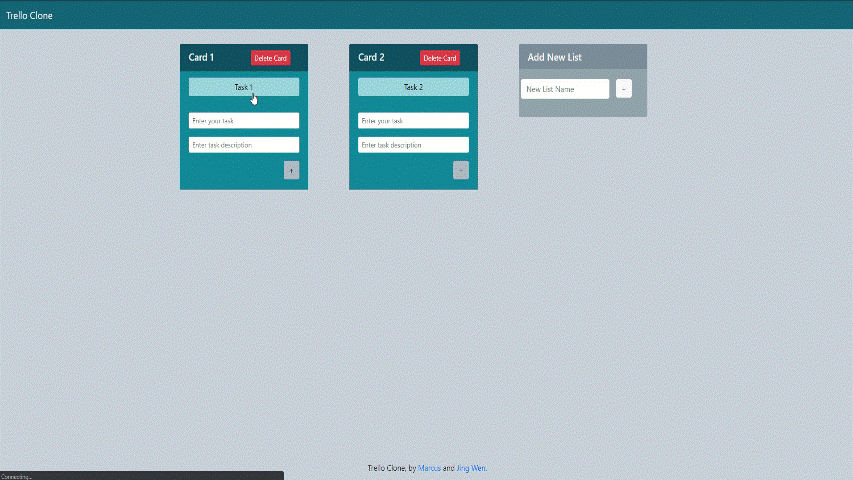 Trello Clone
Card 1
Delete Card
Task 1
Enter your task
Enter task description
+
Card 2
Delete Card
Task 2
Enter your task
Enter task description
+
Add New List
New List Name
+
Trello Clone, by Marcus and Jing Wen.
Connecting...